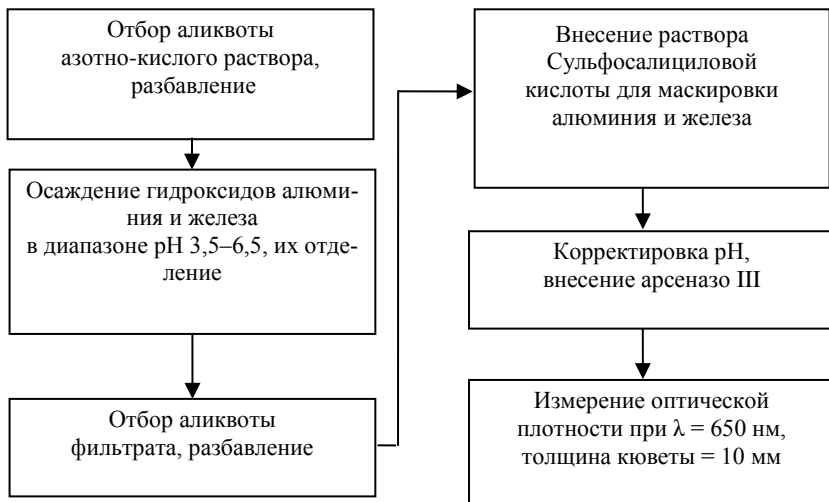 Отбор аликвоты
азотно-кислого раствора,
разбавление
Осаждение гидроксидов алюми-
ния и железа
в диапазоне pH 3,5–6,5, их отде-
ление
Отбор аликвоты
фильтрата, разбавление
Внесение раствора
Сульфосалициловой
кислоты для маскировки
алюминия и железа
Корректировка pH,
внесение арсеназо III
Измерение оптической
плотности при λ = 650 нм,
толщина кюветы = 10 мм